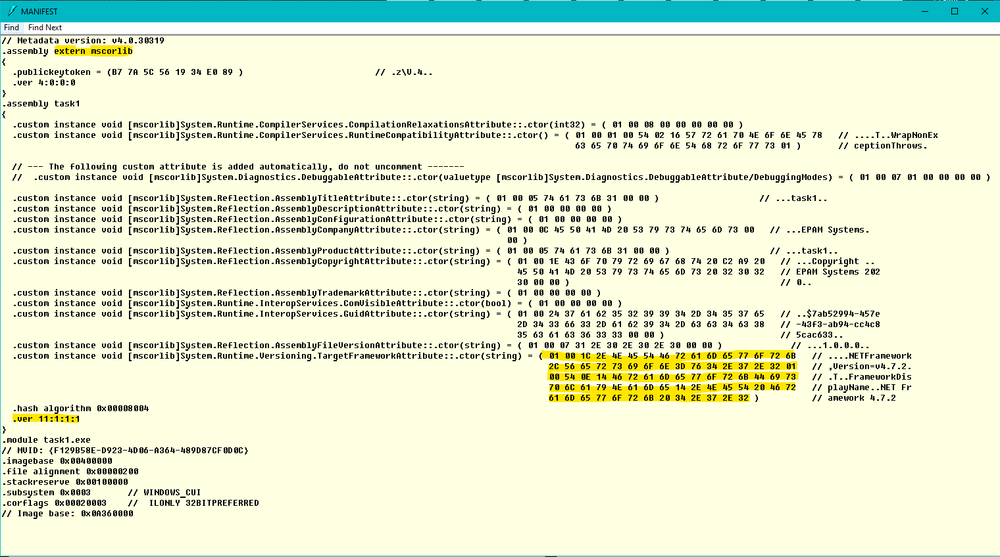 MANIFEST
Find Find Next
// Metadata version: v4.0.30319
.assembly extern mscorlib
{
.publickeytoken = (B7 7A 5C 56 19 34 E0 89 ) // .z\V.4..
.ver 4:0:0:0
}
.assembly task1
{
.custom instance void [mscorlib]System.Runtime.CompilerServices.CompilationRelaxationsAttribute::.ctor(int32) = ( 01 00 08 00 00 00 00 00 )
.custom instance void [mscorlib]System.Runtime.CompilerServices.RuntimeCompatibilityAttribute::.ctor() = ( 01 00 01 00 54 02 16 57 72 61 70 4E 6F 6E 45 78 // ....T..WrapNonEx
63 65 70 74 69 6F 6E 54 68 72 6F 77 73 01 ) // ceptionThrows.
// --- The following custom attribute is added automatically, do not uncomment -------
// .custom instance void [mscorlib]System.Diagnostics.DebuggableAttribute::.ctor(valuetype [mscorlib]System.Diagnostics.DebuggableAttribute/DebuggingModes) = ( 01 00 07 01 00 00 00 00 )
.custom instance void [mscorlib]System.Reflection.AssemblyTitleAttribute::.ctor(string) = ( 01 00 05 74 61 73 6B 31 00 00 ) // ...task1..
.custom instance void [mscorlib]System.Reflection.AssemblyDescriptionAttribute::.ctor(string) = ( 01 00 00 00 00 )
.custom instance void [mscorlib]System.Reflection.AssemblyConfigurationAttribute::.ctor(string) = ( 01 00 00 00 00 )
.custom instance void [mscorlib]System.Reflection.AssemblyCompanyAttribute::.ctor(string) = ( 01 00 0C 45 50 41 4D 20 53 79 73 74 65 6D 73 00 // ...EPAM Systems.
00 )
.custom instance void [mscorlib]System.Reflection.AssemblyProductAttribute::.ctor(string) = ( 01 00 05 74 61 73 6B 31 00 00 ) // ...task1..
.custom instance void [mscorlib]System.Reflection.AssemblyCopyrightAttribute::.ctor(string) = ( 01 00 1E 43 6F 70 79 72 69 67 68 74 20 C2 A9 20 // ...Copyright ..
45 50 41 4D 20 53 79 73 74 65 6D 73 20 32 30 32 // EPAM Systems 202
30 00 00 ) // 0..
.custom instance void [mscorlib]System.Reflection.AssemblyTrademarkAttribute::.ctor(string) = ( 01 00 00 00 00 )
.custom instance void [mscorlib]System.Runtime.InteropServices.ComVisibleAttribute::.ctor(bool) = ( 01 00 00 00 00 )
.custom instance void [mscorlib]System.Runtime.InteropServices.GuidAttribute::.ctor(string) = ( 01 00 24 37 61 62 35 32 39 39 34 2D 34 35 37 65 // ..$7ab52994-457e
2D 34 33 66 33 2D 61 62 39 34 2D 63 63 34 63 38 // -43f3-ab94-cc4c8
35 63 61 63 36 33 33 00 00 ) // 5cac633..
.custom instance void [mscorlib]System.Reflection.AssemblyFileVersionAttribute::.ctor(string) = ( 01 00 07 31 2E 30 2E 30 2E 30 00 00 ) // ...1.0.0.0..
.custom instance void [mscorlib]System.Runtime.Versioning.TargetFrameworkAttribute::.ctor(string) = ( 01 00 1C 2E 4E 45 54 46 72 61 6D 65 77 6F 72 6B // ....NETFramework
2C 56 65 72 73 69 6F 6E 3D 76 34 2E 37 2E 32 01 // ,Version=v4.7.2.
00 54 0E 14 46 72 61 6D 65 77 6F 72 6B 44 69 73 // .T..FrameworkDis
70 6C 61 79 4E 61 6D 65 14 2E 4E 45 54 20 46 72 // playName..NET Fr
61 6D 65 77 6F 72 6B 20 34 2E 37 2E 32 ) // amework 4.7.2
.hash algorithm 0x00008004
.ver 11:1:1:1
}
.module task1.exe
// MVID: {F129B58E-D923-4D06-A364-489D87CF0D0C}
.imagebase 0x00400000
.file alignment 0x00000200
.stackreserve 0x00100000
.subsystem 0x0003 // WINDOWS_CUI
.corflags 0x00020003 // ILONLY 32BITPREFERRED
// Image base: 0x0A360000